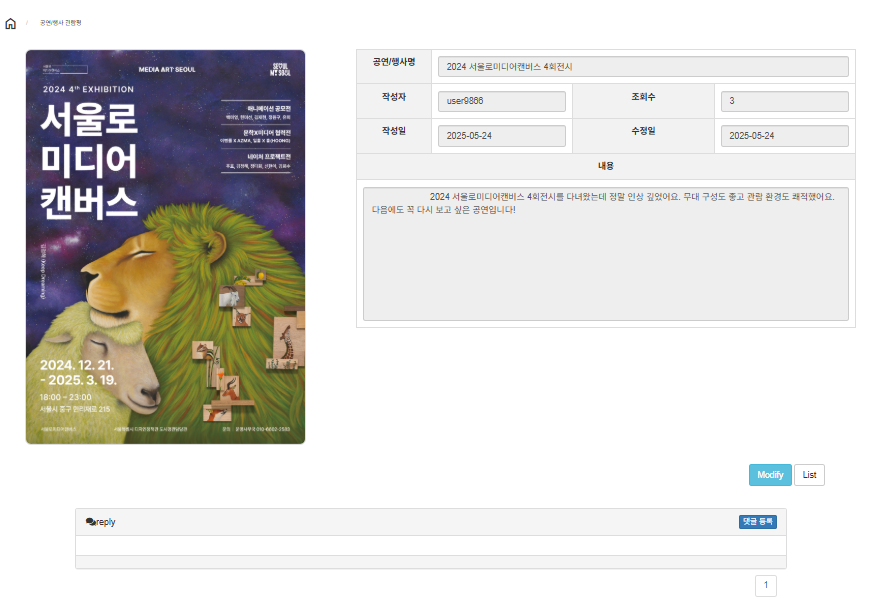 / 공연/행사 관람평
MEDIA ART SEOUL
SEOUL
MY SOUL
2024 4th EXHIBITION
서울로
미디어
캔버스
애니메이션 공모전
문학X미디어 협력전
네이처 프로젝트전
2024. 12. 21.
- 2025. 3. 19.
18:00 – 23:00
서울시 중구 만리재로 215
공연/행사명
2024 서울로미디어캔버스 4회전시
작성자
user9866
조회수
3
작성일
2025-05-24
수정일
2025-05-24
내용
2024 서울로미디어캔버스 4회전시를 다녀왔는데 정말 인상 깊었어요. 무대 구성도 좋고 관람 환경도 쾌적했어요.
다음에도 꼭 다시 보고 싶은 공연입니다!
Modify
List
reply
댓글 등록
1